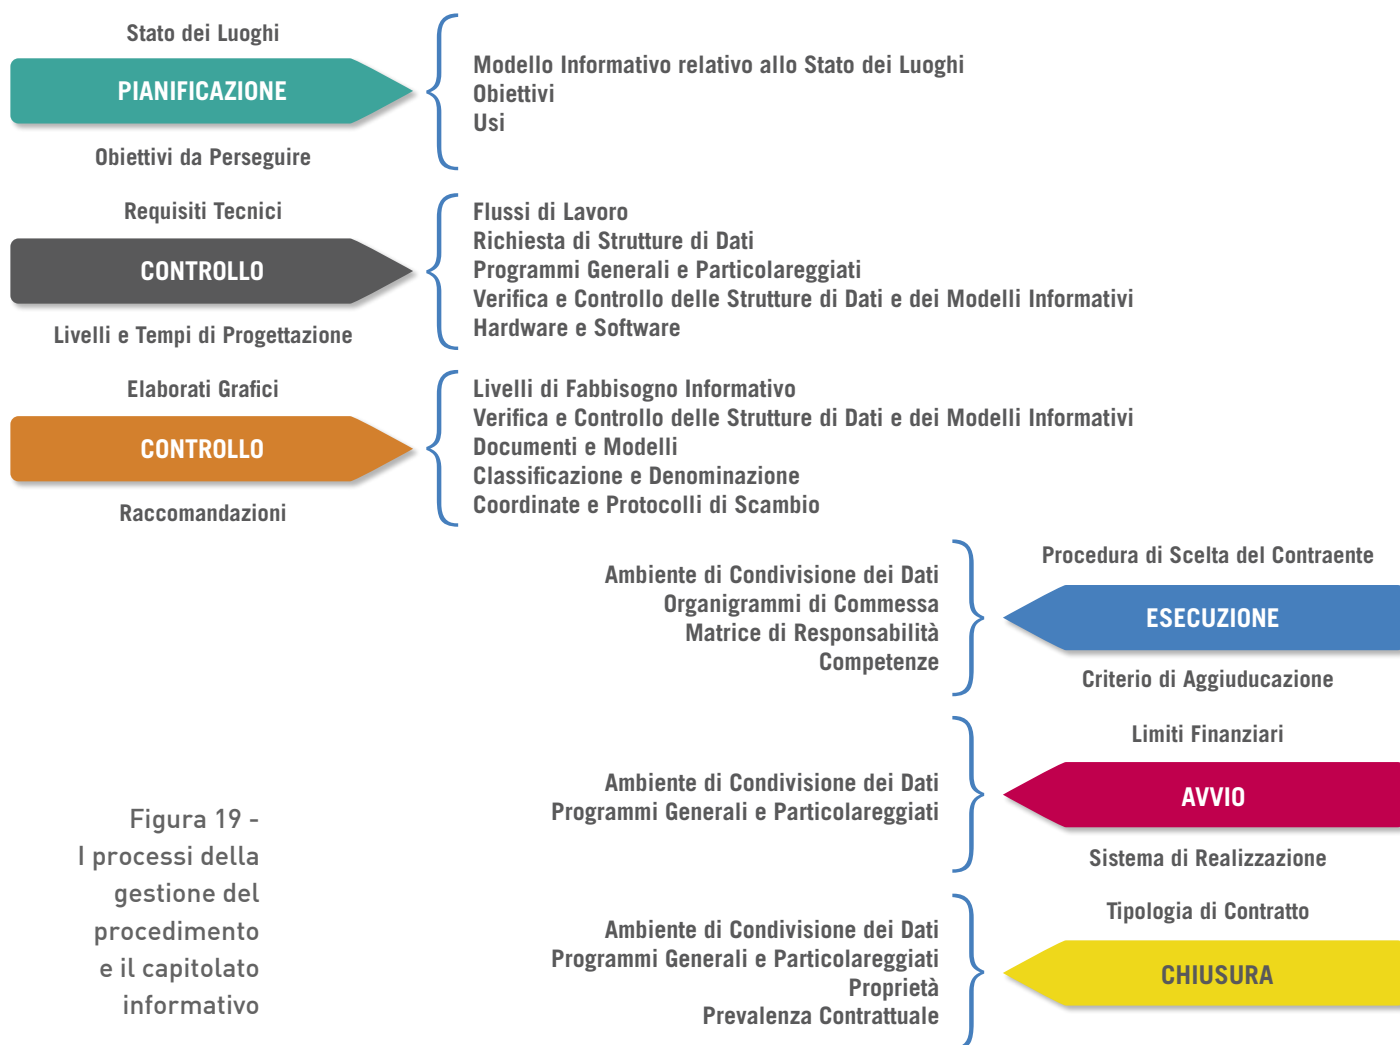 Stato dei Luoghi
PIANIFICAZIONE
Obiettivi da Perseguire
Modello Informativo relativo allo Stato dei Luoghi
Obiettivi
Usi
Requisiti Tecnici
CONTROLLO
Livelli e Tempi di Progettazione
Flussi di Lavoro
Richiesta di Strutture di Dati
Programmi Generali e Particolareggiati
Verifica e Controllo delle Strutture di Dati e dei Modelli Informativi
Hardware e Software
Elaborati Grafici
CONTROLLO
Raccomandazioni
Livelli di Fabbisogno Informativo
Verifica e Controllo delle Strutture di Dati e dei Modelli Informativi
Documenti e Modelli
Classificazione e Denominazione
Coordinate e Protocolli di Scambio
Ambiente di Condivisione dei Dati
Organigrammi di Commessa
Matrice di Responsabilità
Competenze
Procedura di Scelta del Contraente
ESECUZIONE
Criterio di Aggiuducazione
Ambiente di Condivisione dei Dati
Programmi Generali e Particolareggiati
Limiti Finanziari
AVVIO
Sistema di Realizzazione
Ambiente di Condivisione dei Dati
Programmi Generali e Particolareggiati
Proprietà
Prevalenza Contrattuale
Tipologia di Contratto
CHIUSURA
Figura 19 -
I processi della
gestione del
procedimento
e il capitolato
informativo